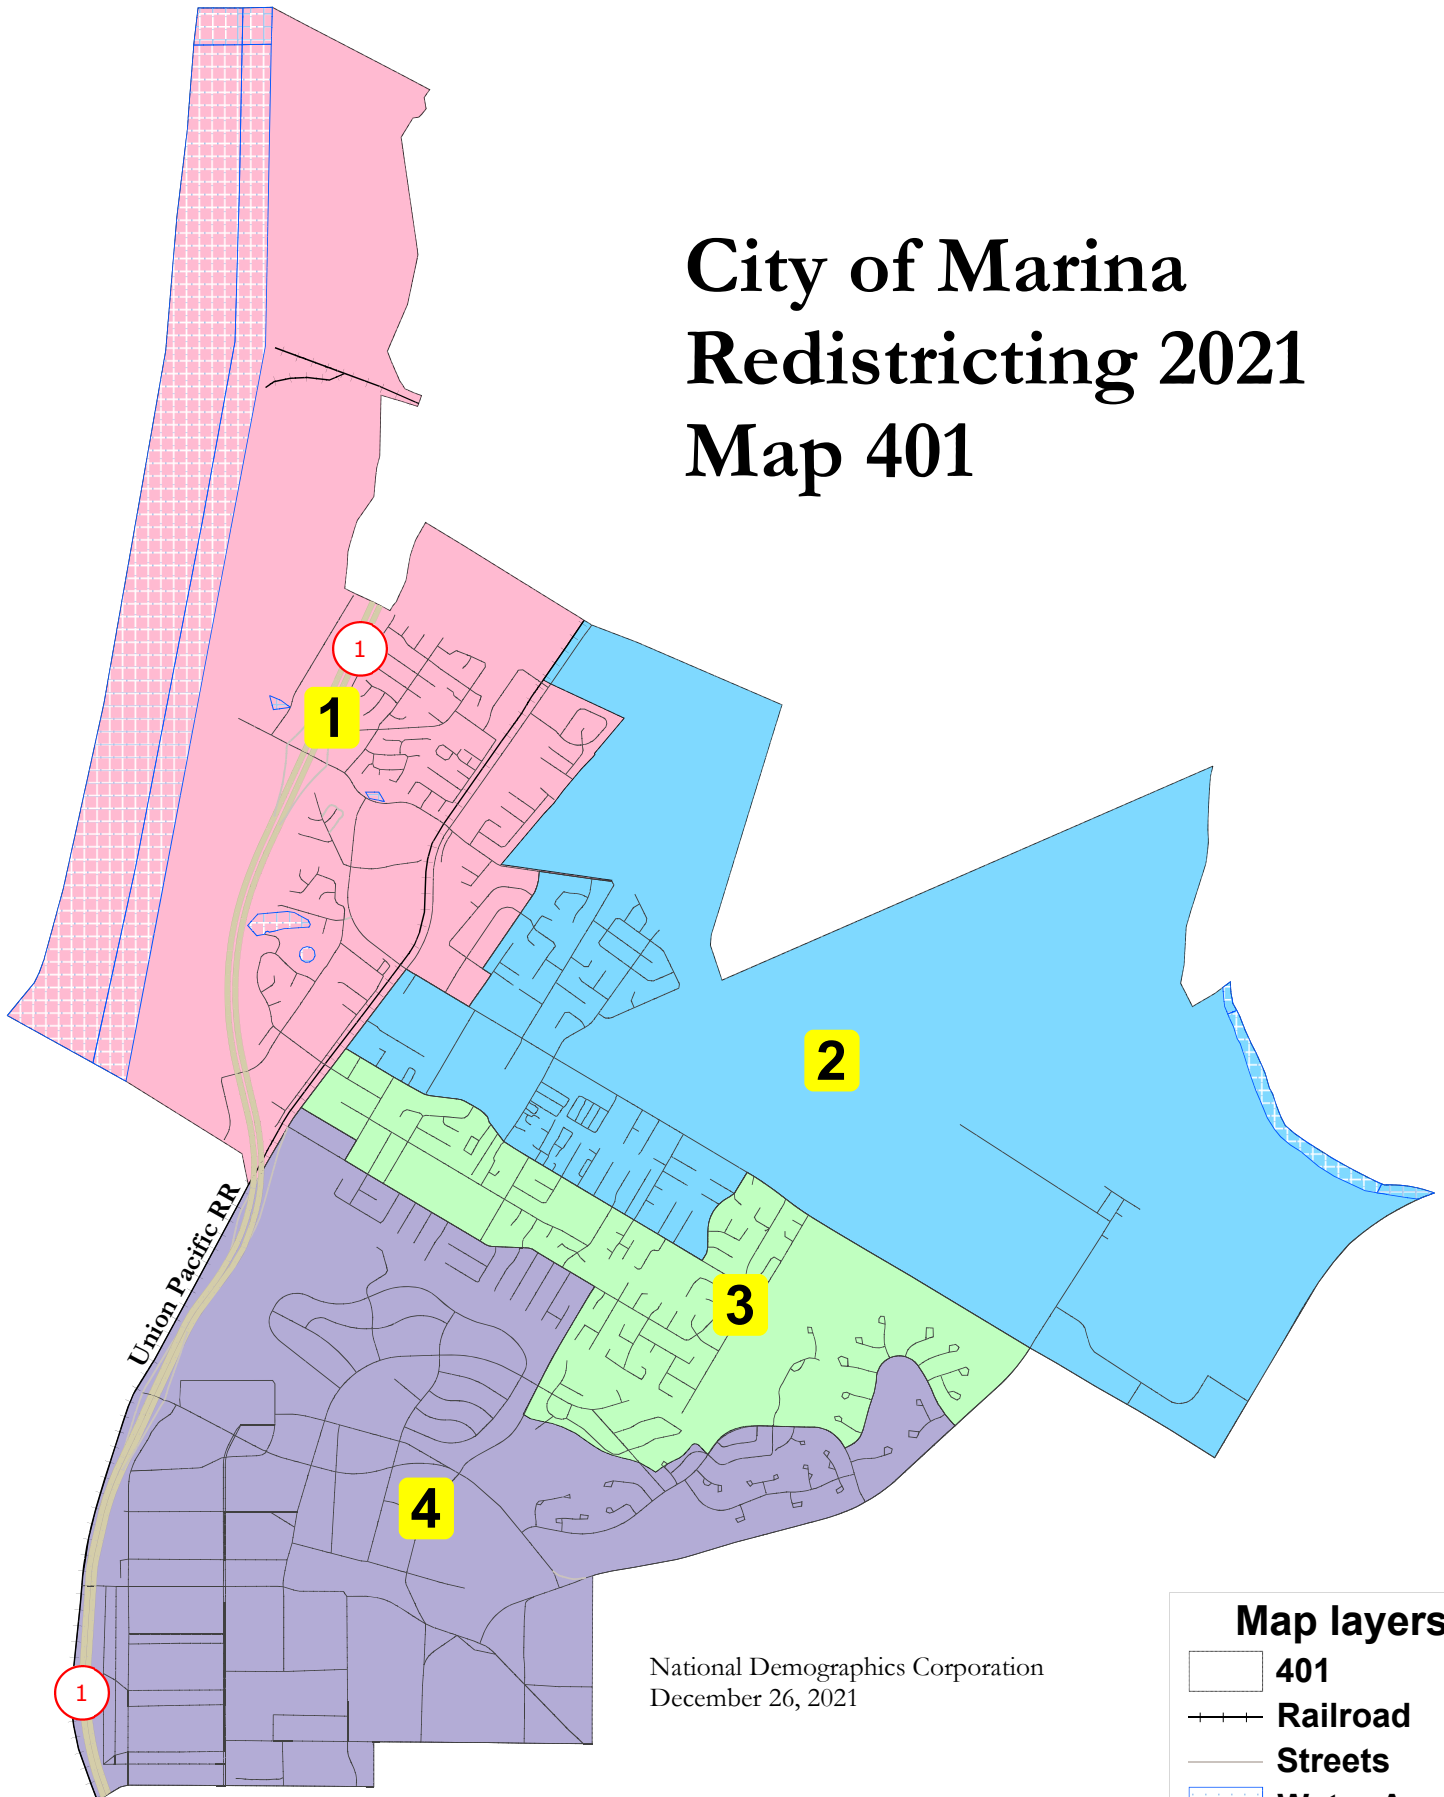 City of Marina
Redistricting 2021
Map 401
1
1
2
3
Union Pacific RR
4
National Demographics Corporation
December 26, 2021
1
Map layers
401
Railroad
Streets